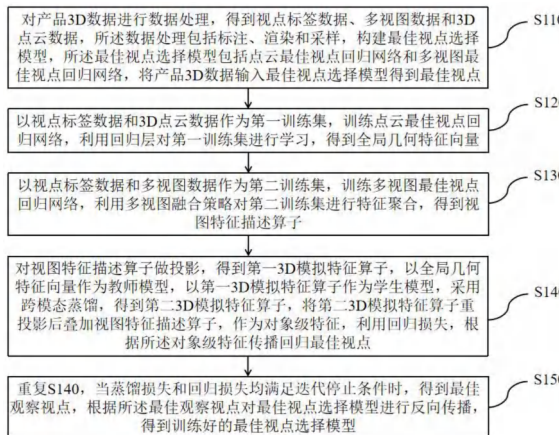 对产品3D数据进行数据处理，得到视点标签数据、多视图数据和3D
点云数据，所述数据处理包括标注、渲染和采样，构建最佳视点选择
模型，所述最佳视点选择模型包括点云最佳视点回归网络和多视图最
佳视点回归网络，将产品3D数据输入最佳视点选择模型得到最佳视点
S110
以视点标签数据和3D点云数据作为第一训练集，训练点云最佳视点回
归网络，利用回归层对第一训练集进行学习，得到全局几何特征向量
S120
以视点标签数据和多视图数据作为第二训练集，训练多视图最佳视点
回归网络，利用多视图融合策略对第二训练集进行特征聚合，得到视
图特征描述算子
S130
对视图特征描述算子做投影，得到第一3D模拟特征算子，以全局几何
特征向量作为教师模型，以第一3D模拟特征算子作为学生模型，采用
跨模态蒸馏，得到第二3D模拟特征算子，将第二3D模拟特征算子重
投影后叠加视图特征描述算子，作为对象级特征，利用回归损失，根
据所述对象级特征传播回归最佳视点
S140
重复S140，当蒸馏损失和回归损失均满足迭代停止条件时，得到最佳
观察视点，根据所述最佳观察视点对最佳视点选择模型进行反向传播，
得到训练好的最佳视点选择模型
S150